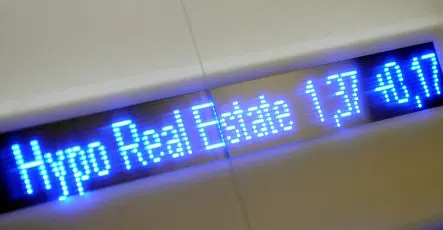 Hypo Real Estate 1,37 +0,17